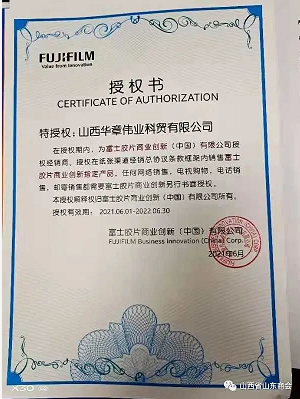 FUJIFILM
Value from Innovation
授权书
CERTIFICATE OF AUTHORIZATION
特授权：山西华章伟业科贸有限公司
在授权期内，为富士胶片商业创新（中国）有限公司授
权经销商，授权在纸张渠道经销总协议条款框架内销售富士
胶片商业创新指定产品，任何网络销售，电视购物，电话销
售，邮寄销售都需要富士胶片商业创新另行书面授权。
本授权解释权归富士胶片商业创新（中国）有限公司所有。
授权有效期： 2021.06.01-2022.06.30
富士胶片商业创新（中国）有限公司
FUJIFILM Business Innovation (China) Corp.
2021年6月
山西省山东商会